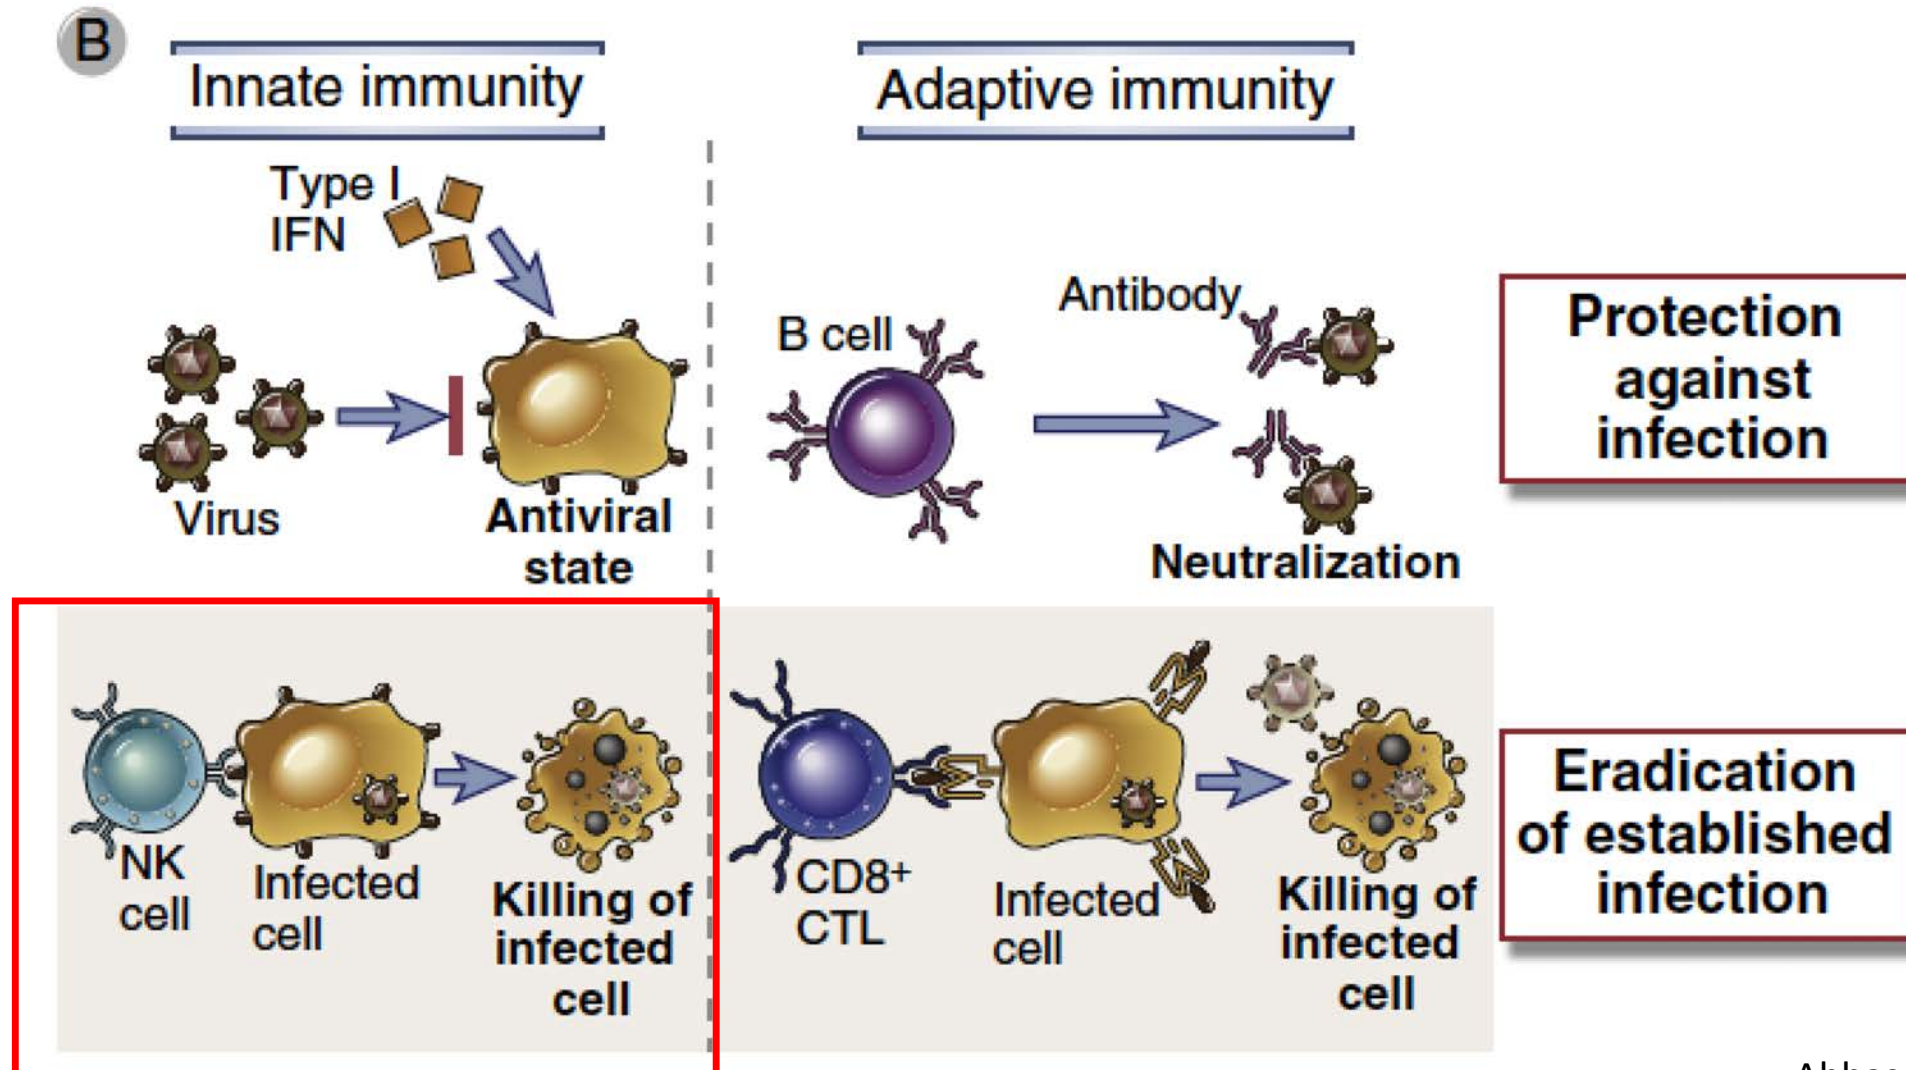 B
Innate immunity
Adaptive immunity
Type I
IFN
Virus
Antiviral
state
B cell
Antibody
Neutralization
Protection
against
infection
NK
cell
Infected
cell
Killing of
infected
cell
CD8+
CTL
Infected
cell
Killing of
infected
cell
Eradication
of established
infection